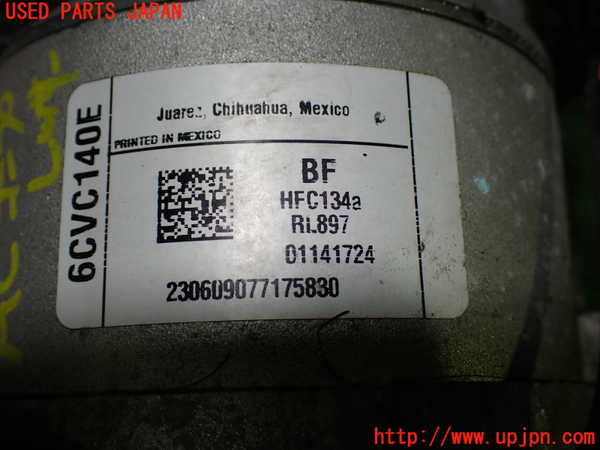 USED PARTS JAPAN
6CVC140E
Juarez, Chihuahua, Mexico
PRINTED IN MEXICO
BF
HFC134a
RL897
01141724
230609077175830
http://www.upjpn.com